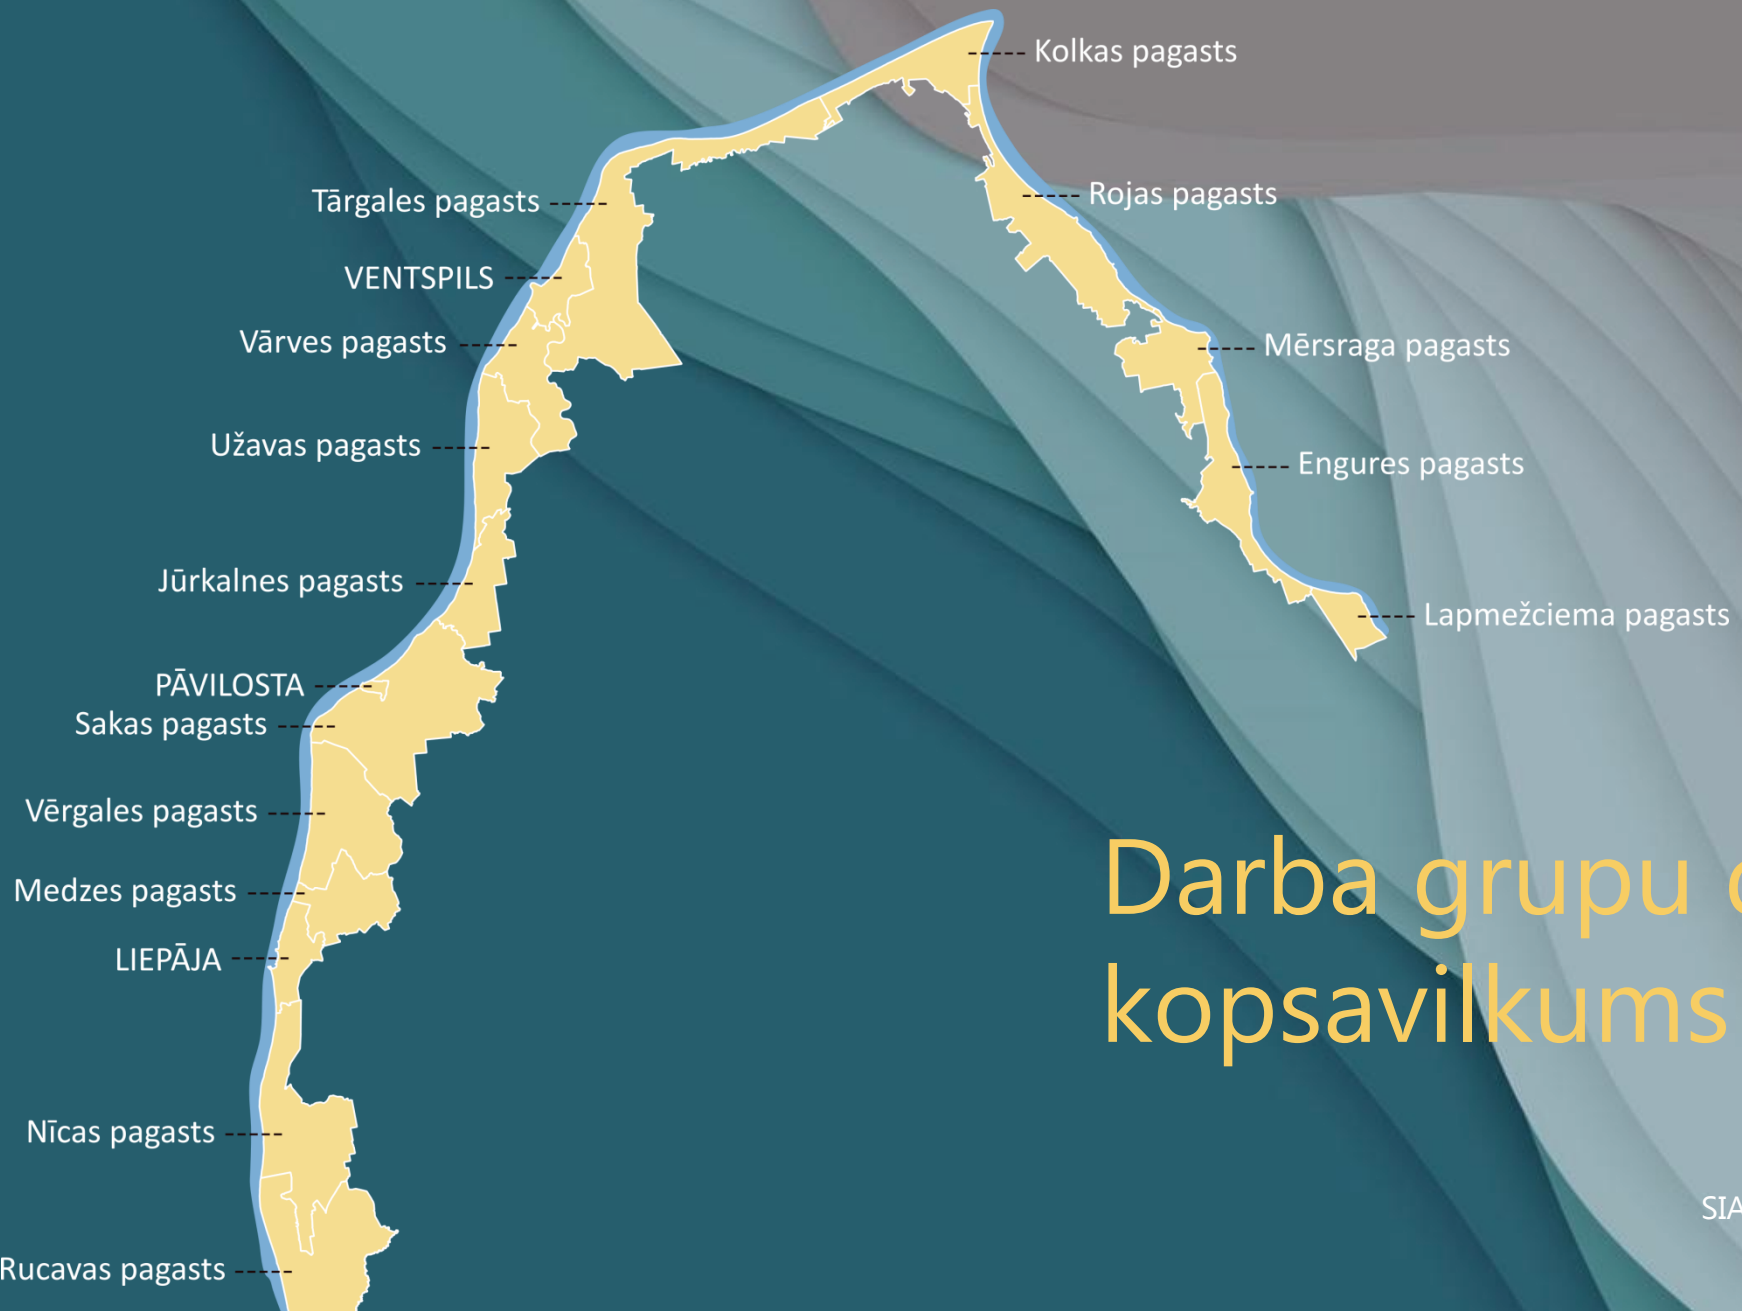 Kolkas pagasts
Tārgales pagasts
Rojas pagasts
VENTSPILS
Vārves pagasts
Mērsraga pagasts
Užavas pagasts
Engures pagasts
Jūrkalnes pagasts
Lapmežciema pagasts
PĀVILOSTA
Sakas pagasts
Vērgales pagasts
Medzes pagasts
LIEPĀJA
Nīcas pagasts
Rucavas pagasts
Darba grupu
kopsavilkums
SIA